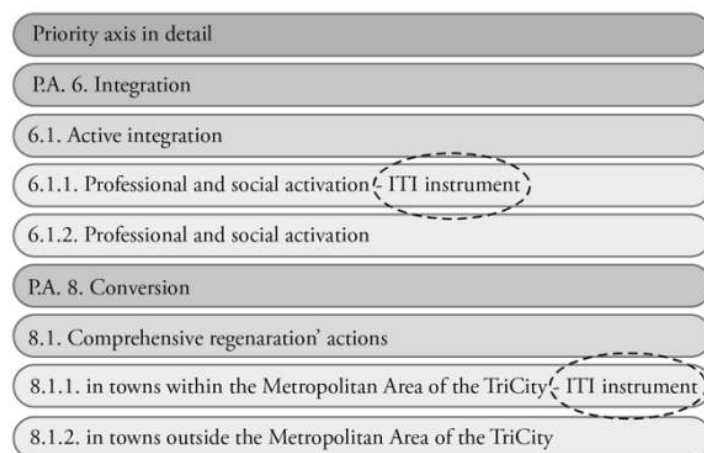 Priority axis in detail
P.A. 6. Integration
6.1. Active integration
6.1.1. Professional and social activation - ITI instrument
6.1.2. Professional and social activation
P.A. 8. Conversion
8.1. Comprehensive regenaration’ actions
8.1.1. in towns within the Metropolitan Area of the TriCity - ITI instrument
8.1.2. in towns outside the Metropolitan Area of the TriCity